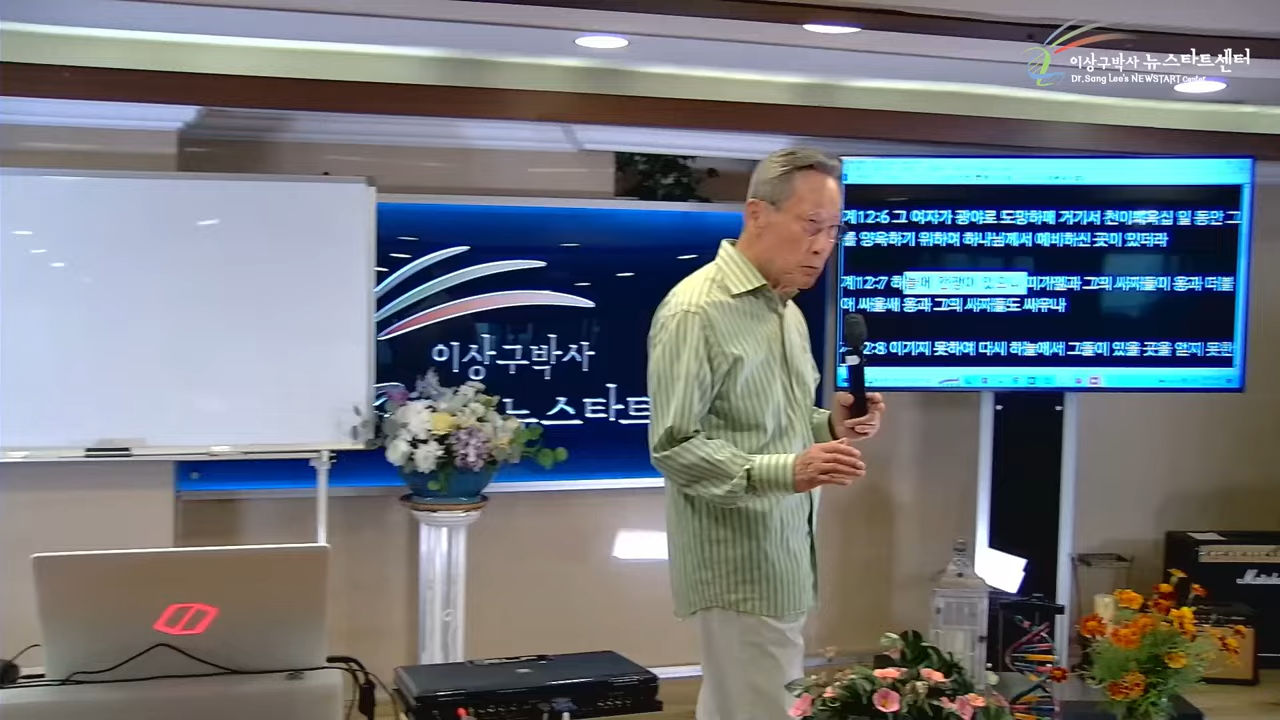 이상구박사 뉴스타트센터
Dr. Sang Lee's NEWSTART Center
계12:6 그 여자가 광야로 도망하매 거기서 천이백육십 일 동안 그
를 양육하기 위하여 하나님께서 예비하신 곳이 있더라
계12:7 하늘에 전쟁이 있으니 미가엘과 그의 사자들이 용과 더불
어 싸울새 용과 그의 사자들도 싸우나
12:8 이기지 못하여 다시 하늘에서 그들이 있을 곳을 얻지 못한
이상구박사
뉴스타트
Marshall